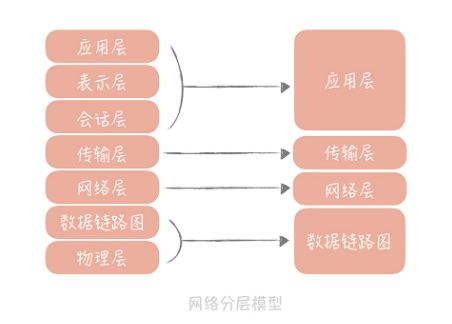 应用层
表示层
会话层
传输层
网络层
数据链路图
物理层
应用层
传输层
网络层
数据链路图
网络分层模型